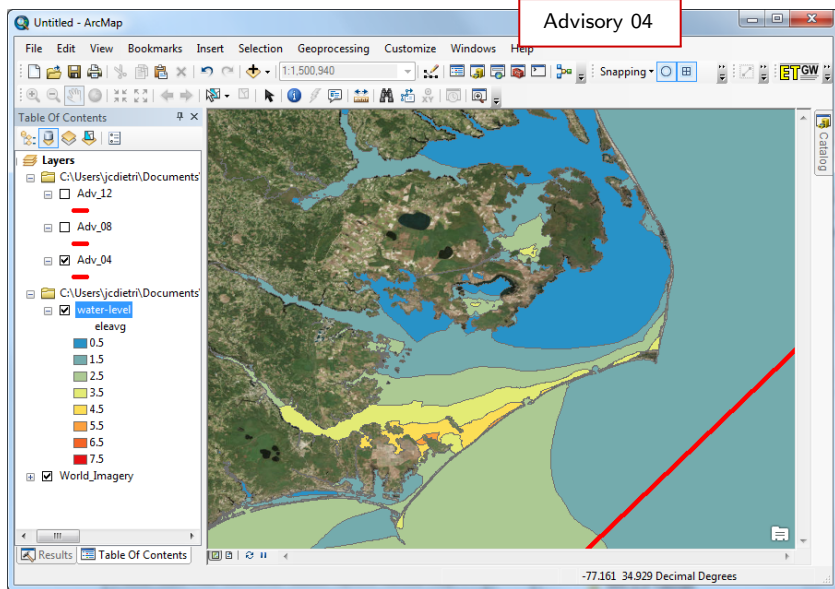 Untitled - ArcMap
Advisory 04
File Edit View Bookmarks Insert Selection Geoprocessing Customize Windows Help
1:1,500,940
Snapping
ET GW
Table Of Contents
Layers
C:\Users\jcdietri\Documents'
Adv_12
Adv_08
Adv_04
C:\Users\jcdietri\Documents'
water-level
eleavg
0.5
1.5
2.5
3.5
4.5
5.5
6.5
7.5
World_Imagery
Catalog
Results Table Of Contents
-77.161 34.929 Decimal Degrees